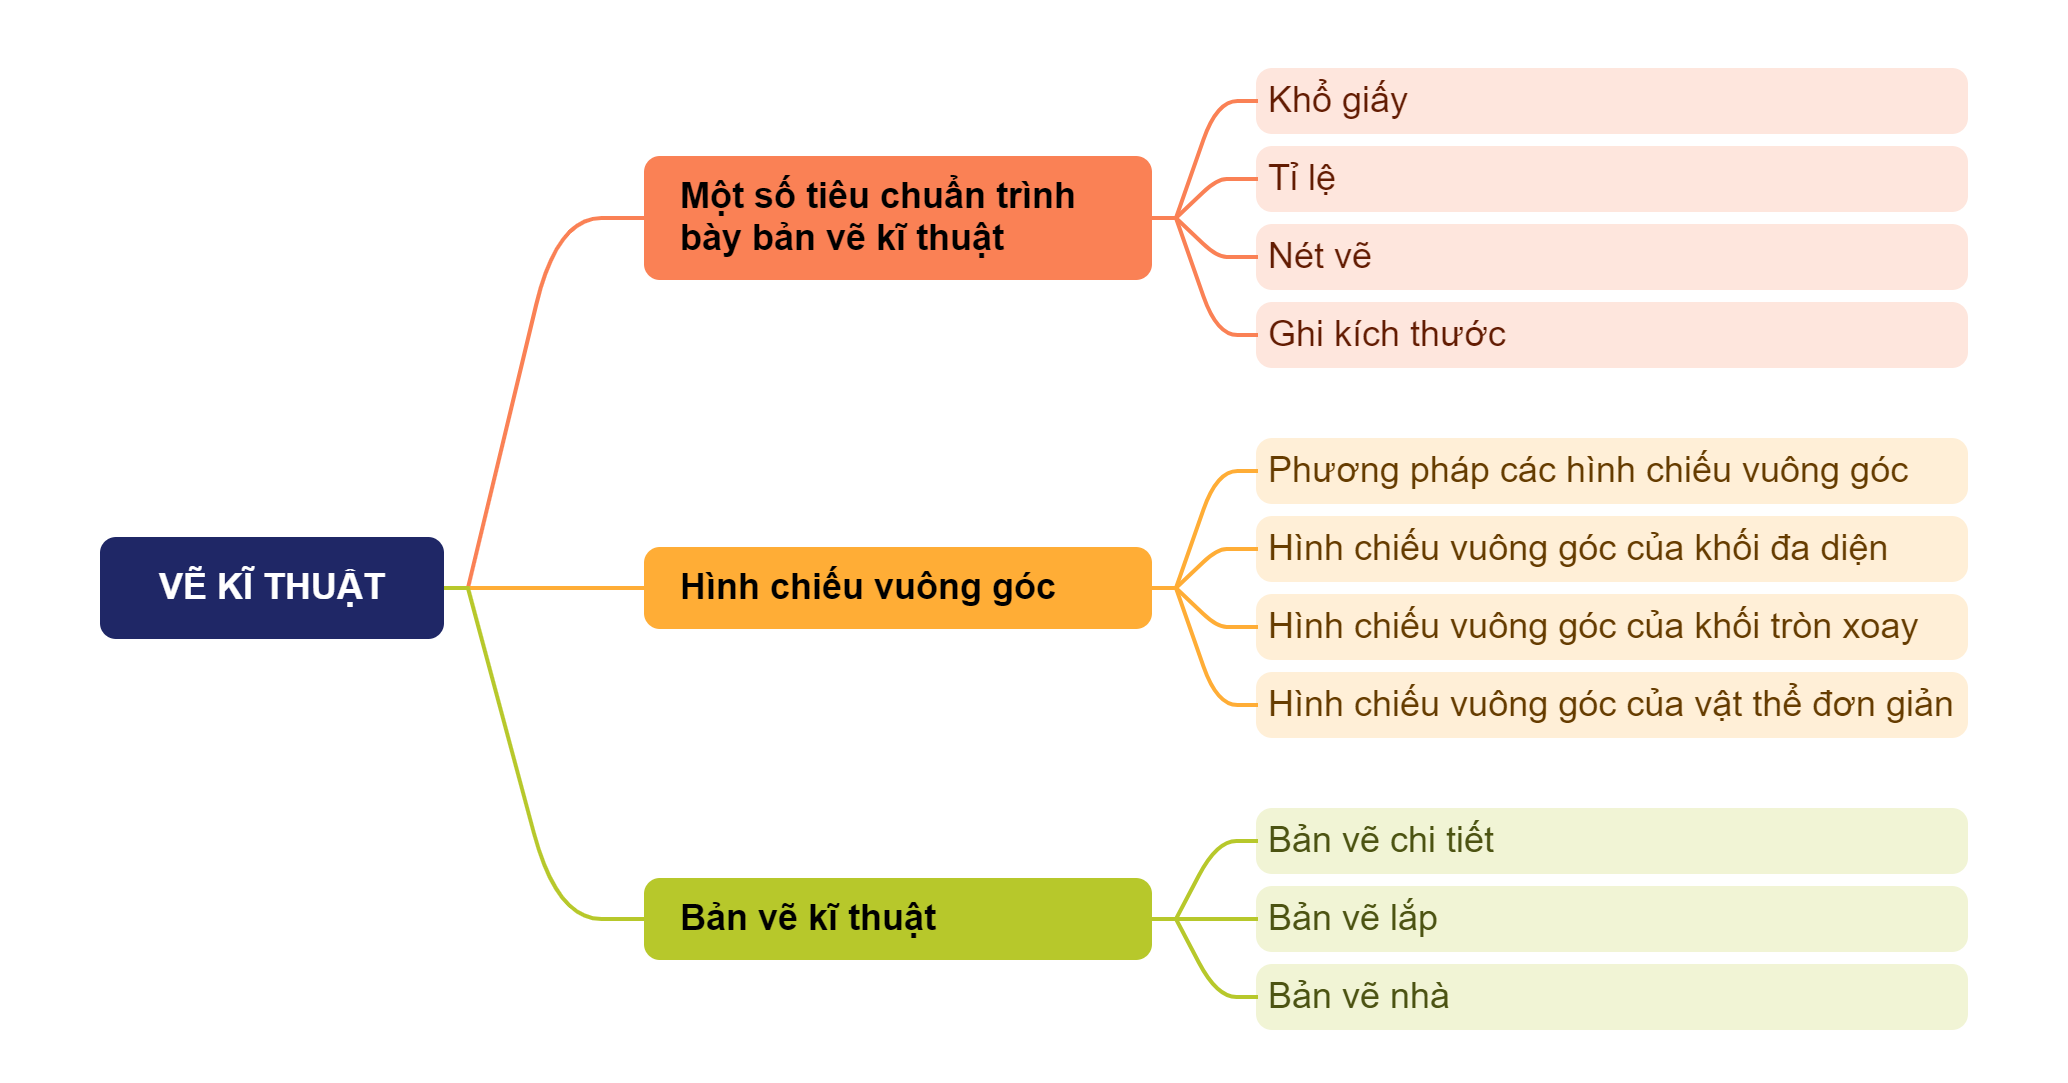 VẼ KĨ THUẬT
Một số tiêu chuẩn trình
bày bản vẽ kĩ thuật
Khổ giấy
Tỉ lệ
Nét vẽ
Ghi kích thước
Hình chiếu vuông góc
Phương pháp các hình chiếu vuông góc
Hình chiếu vuông góc của khối đa diện
Hình chiếu vuông góc của khối tròn xoay
Hình chiếu vuông góc của vật thể đơn giản
Bản vẽ kĩ thuật
Bản vẽ chi tiết
Bản vẽ lắp
Bản vẽ nhà